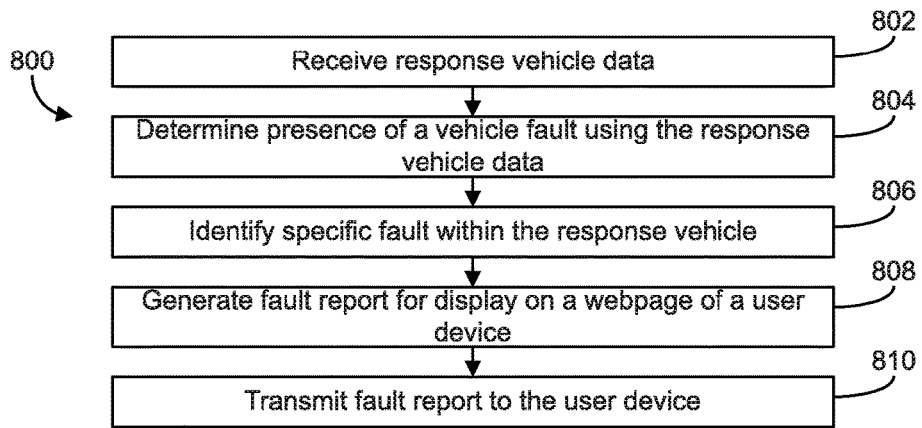 802
800
Receive response vehicle data
804
Determine presence of a vehicle fault using the response
vehicle data
806
Identify specific fault within the response vehicle
808
Generate fault report for display on a webpage of a user
device
810
Transmit fault report to the user device